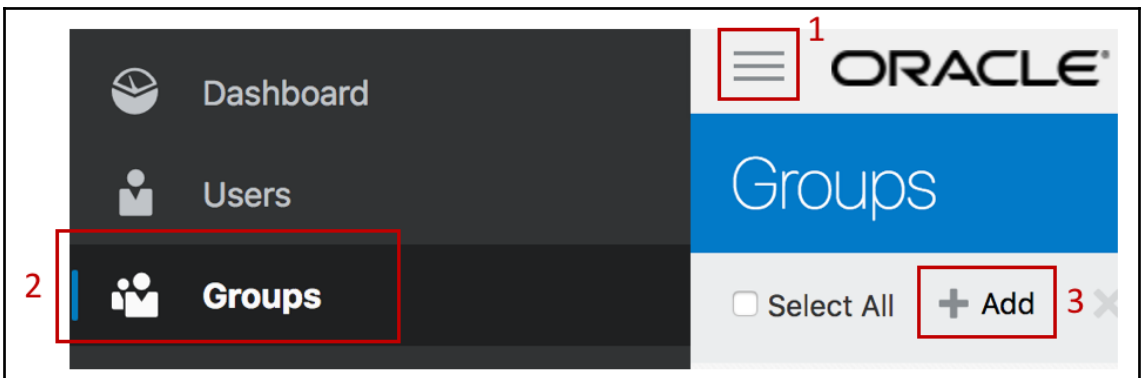 Dashboard
Users
2
Groups
1
ORACLE®
Groups
Select All
+ Add
3